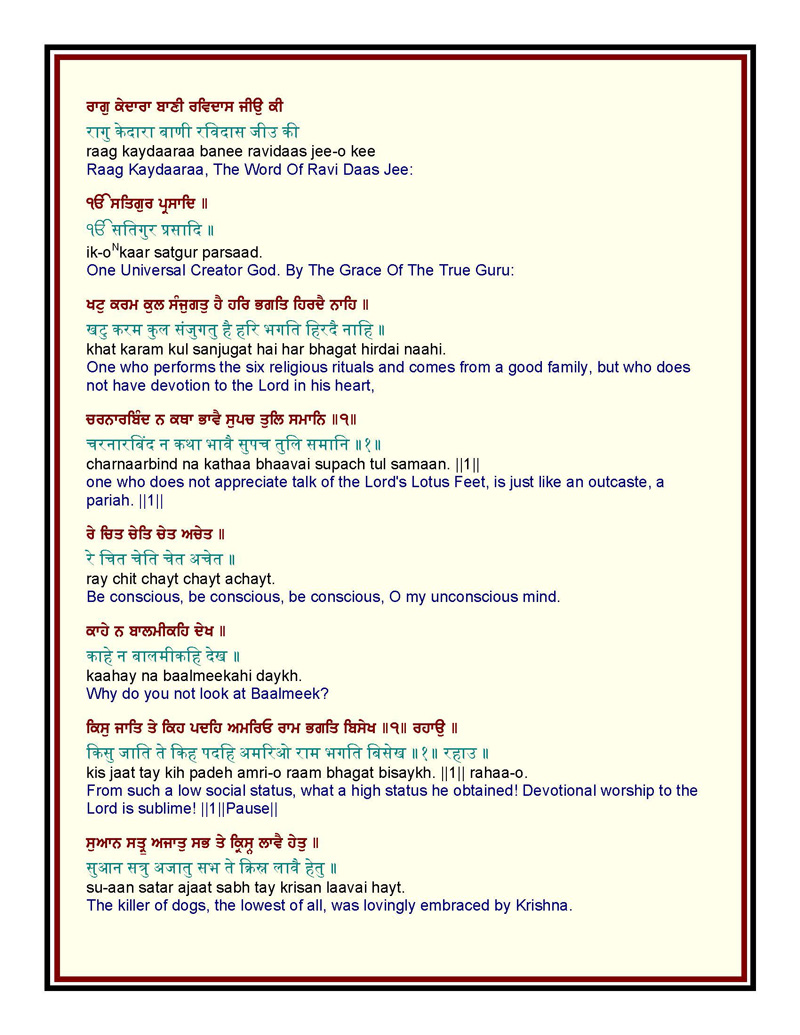 ਰਾਗੁ ਕੇਦਾਰਾ ਬਾਣੀ ਰਵਿਦਾਸ ਜੀਉ ਕੀ
रागु केदारा बाणी रविदास जीउ की
raag kaydaaraa banee ravidaas jee-o kee
Raag Kaydaaraa, The Word Of Ravi Daas Jee:
ੴ ਸਤਿਗੁਰ ਪ੍ਰਸਾਦਿ ॥
ੴ सतिगुर प्रसादि ॥
ik-oNkaar satgur parsaad.
One Universal Creator God. By The Grace Of The True Guru:
ਖਟੁ ਕਰਮ ਕੁਲ ਸੰਜੁਗਤੁ ਹੈ ਹਰਿ ਭਗਤਿ ਹਿਰਦੈ ਨਾਹਿ ॥
खटु करम कुल संजुगतु है हरि भगति हिरदै नाहि ॥
khat karam kul sanjugat hai har bhagat hirdai naahi.
One who performs the six religious rituals and comes from a good family, but who does
not have devotion to the Lord in his heart,
ਚਰਨਾਰਬਿੰਦ ਨ ਕਥਾ ਭਾਵੈ ਸੁਪਚ ਤੁਲਿ ਸਮਾਨਿ ॥੧॥
चरनारबिंद न कथा भावै सुपच तुलि समानि ॥१॥
charnaarbind na kathaa bhaavai supach tul samaan. ||1||
one who does not appreciate talk of the Lord's Lotus Feet, is just like an outcaste, a
pariah. ||1||
ਰੇ ਚਿਤ ਚੇਤਿ ਚੇਤ ਅਚੇਤ ॥
रे चित चेति चेत अचेत ॥
ray chit chayt chayt achayt.
Be conscious, be conscious, be conscious, O my unconscious mind.
ਕਾਹੇ ਨ ਬਾਲਮੀਕਹਿ ਦੇਖ ॥
काहे न बालमीकहि देख ॥
kaahay na baalmeekahi daykh.
Why do you not look at Baalmeek?
ਕਿਸੁ ਜਾਤਿ ਤੇ ਕਿਹ ਪਦਹਿ ਅਮਰਿਓ ਰਾਮ ਭਗਤਿ ਬਿਸੇਖ ॥੧॥ ਰਹਾਉ ॥
किसु जाति ते किह पदहि अमरिओ राम भगति बिसेख ॥१॥ रहाउ ॥
kis jaat tay kih padeh amri-o raam bhagat bisaykh. ||1|| rahaa-o.
From such a low social status, what a high status he obtained! Devotional worship to the
Lord is sublime! ||1||Pause||
ਸੁਆਨ ਸਤ੍ਰੁ ਅਜਾਤੁ ਸਭ ਤੇ ਕ੍ਰਿਸ੍ਨ ਲਾਵੈ ਹੇਤੁ ॥
सुआन सत्रु अजातु सभ ते क्रिस्न लावै हेतु ॥
su-aan satar ajaat sabh tay krisan laavai hayt.
The killer of dogs, the lowest of all, was lovingly embraced by Krishna.